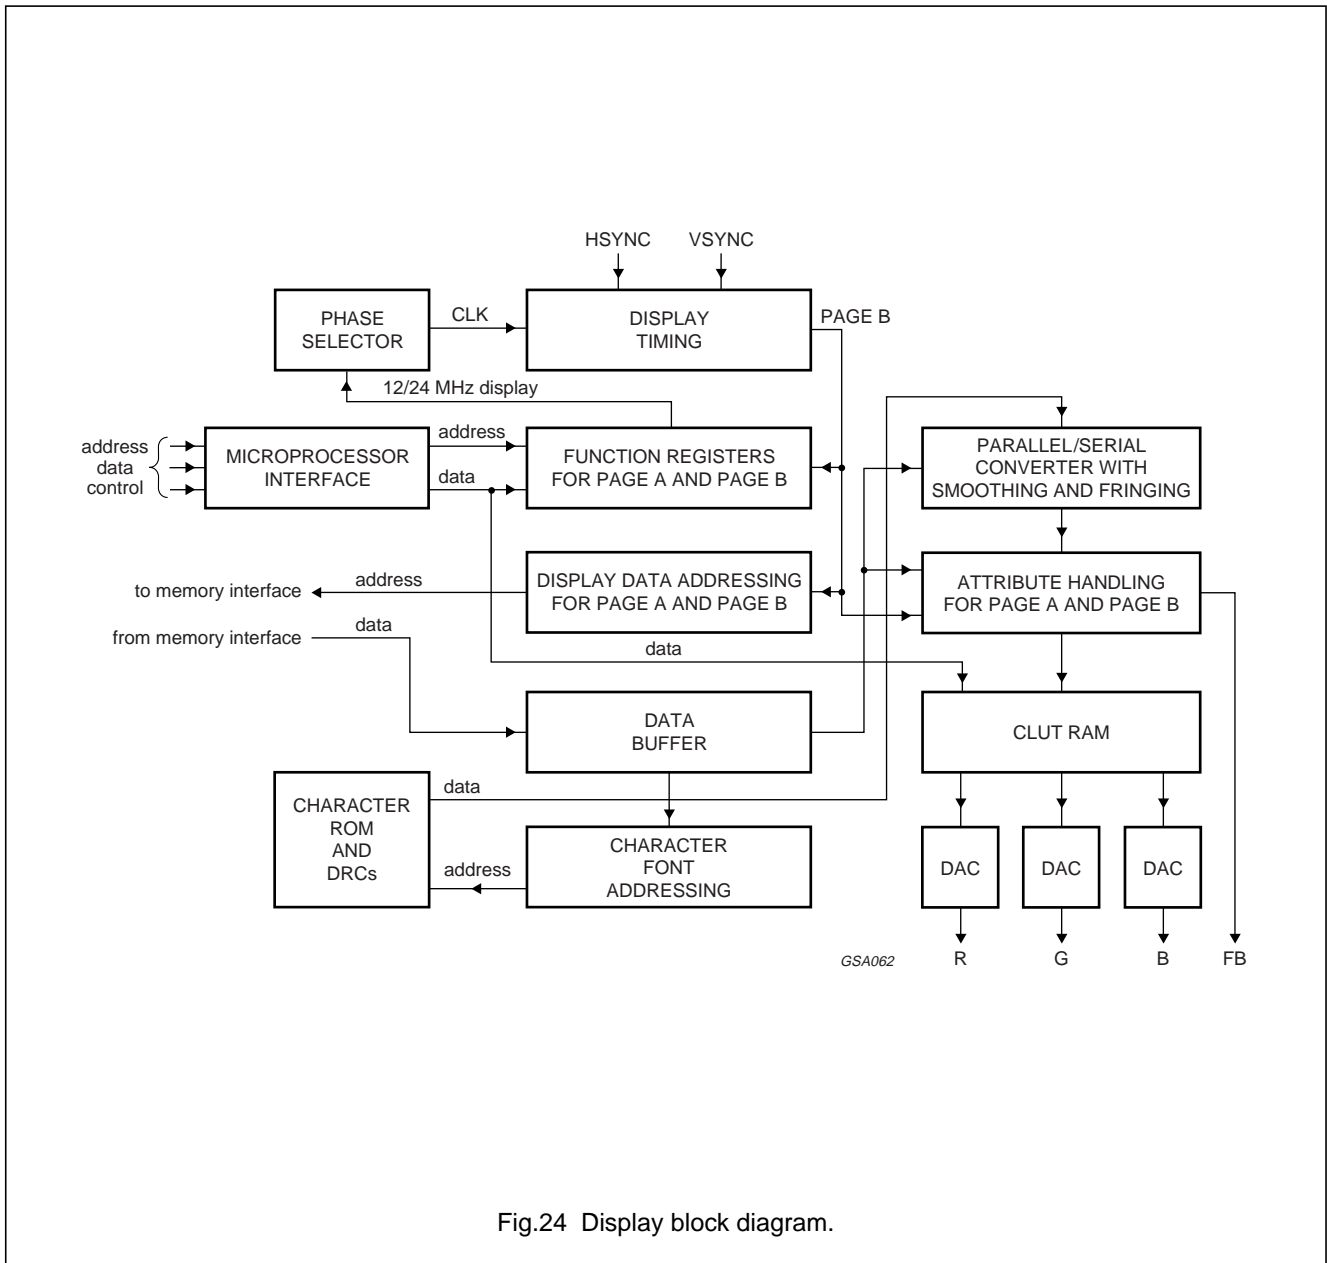 HSYNC VSYNC
PHASE
SELECTOR
CLK
DISPLAY
TIMING
PAGE B
12/24 MHz display
address
data
control
MICROPROCESSOR
INTERFACE
address
data
FUNCTION REGISTERS
FOR PAGE A AND PAGE B
PARALLEL/SERIAL
CONVERTER WITH
SMOOTHING AND FRINGING
to memory interface
address
DISPLAY DATA ADDRESSING
FOR PAGE A AND PAGE B
ATTRIBUTE HANDLING
FOR PAGE A AND PAGE B
from memory interface
data
data
DATA
BUFFER
CLUT RAM
CHARACTER
ROM
AND
DRCs
data
address
CHARACTER
FONT
ADDRESSING
DAC
DAC
DAC
GSA062
R
G
B
FB
Fig.24 Display block diagram.